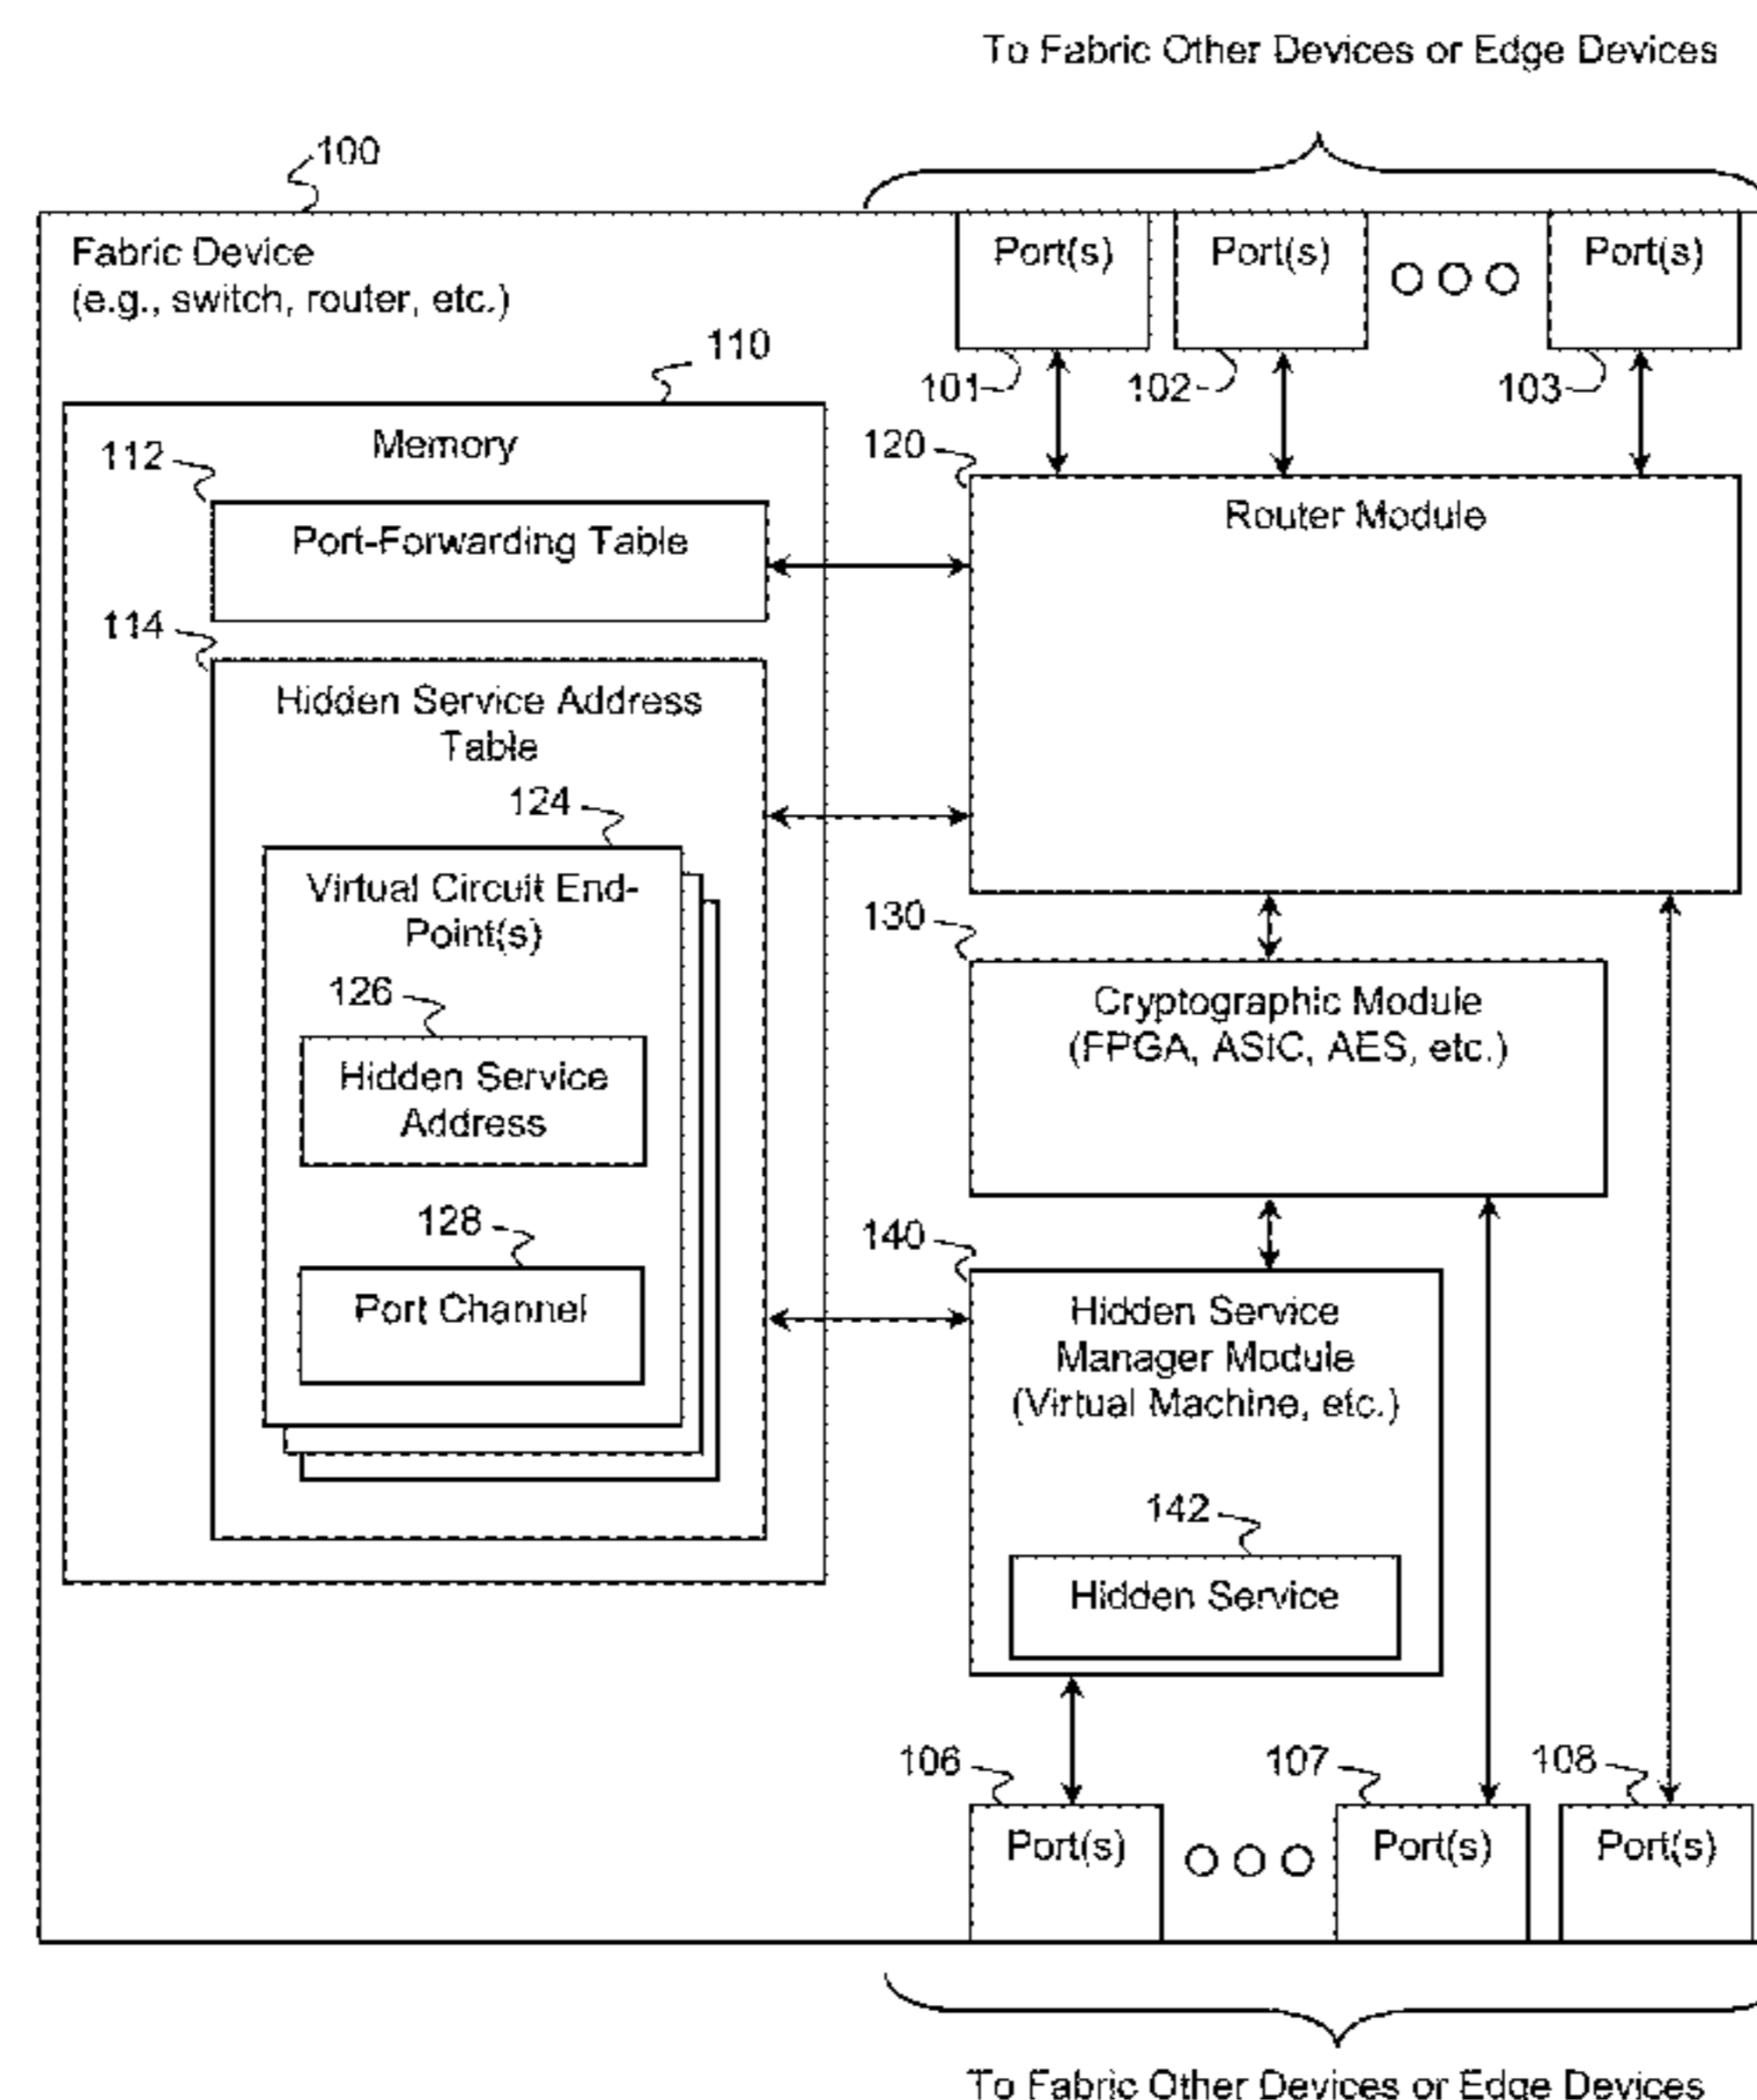 To Fabric Other Devices or Edge Devices
100
Fabric Device
(e.g., switch, router, etc.)
Port(s)
Port(s)
Port(s)
101
102
103
110
Memory
112
Port-Forwarding Table
114
Hidden Service Address
Table
124
Virtual Circuit End-
Point(s)
126
Hidden Service
Address
128
Port Channel
120
Router Module
130
Cryptographic Module
(FPGA, ASIC, AES, etc.)
140
Hidden Service
Manager Module
(Virtual Machine, etc.)
142
Hidden Service
106
107
108
Port(s)
Port(s)
Port(s)
To Fabric Other Devices or Edge Devices